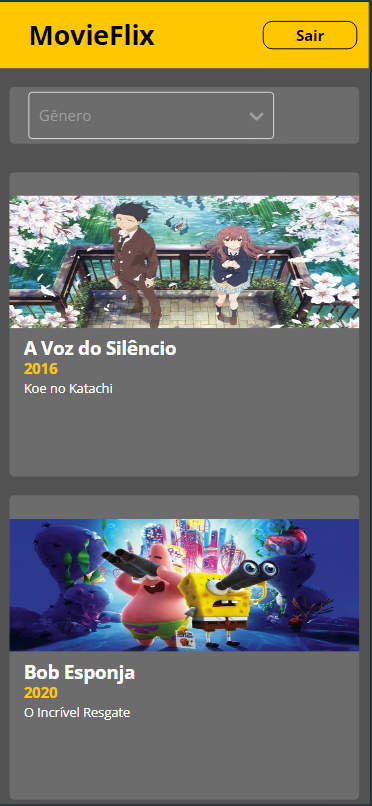 MovieFlix
Sair
Gênero
A Voz do Silêncio
2016
Koe no Katachi
Bob Esponja
2020
O Incrível Resgate